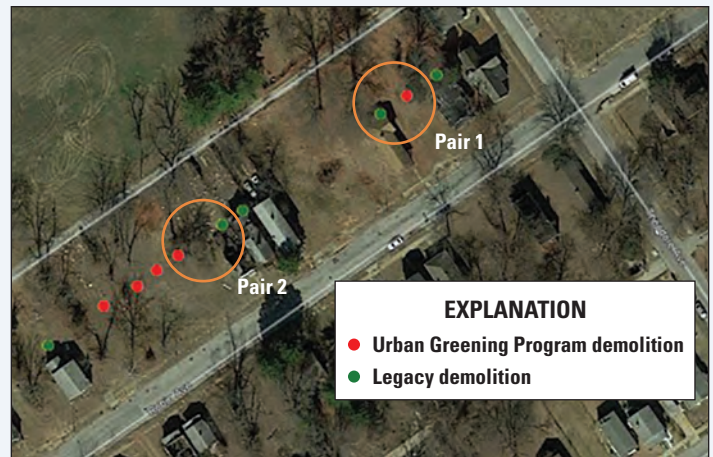 Pair 1
Pair 2
EXPLANATION
Urban Greening Program demolition
Legacy demolition